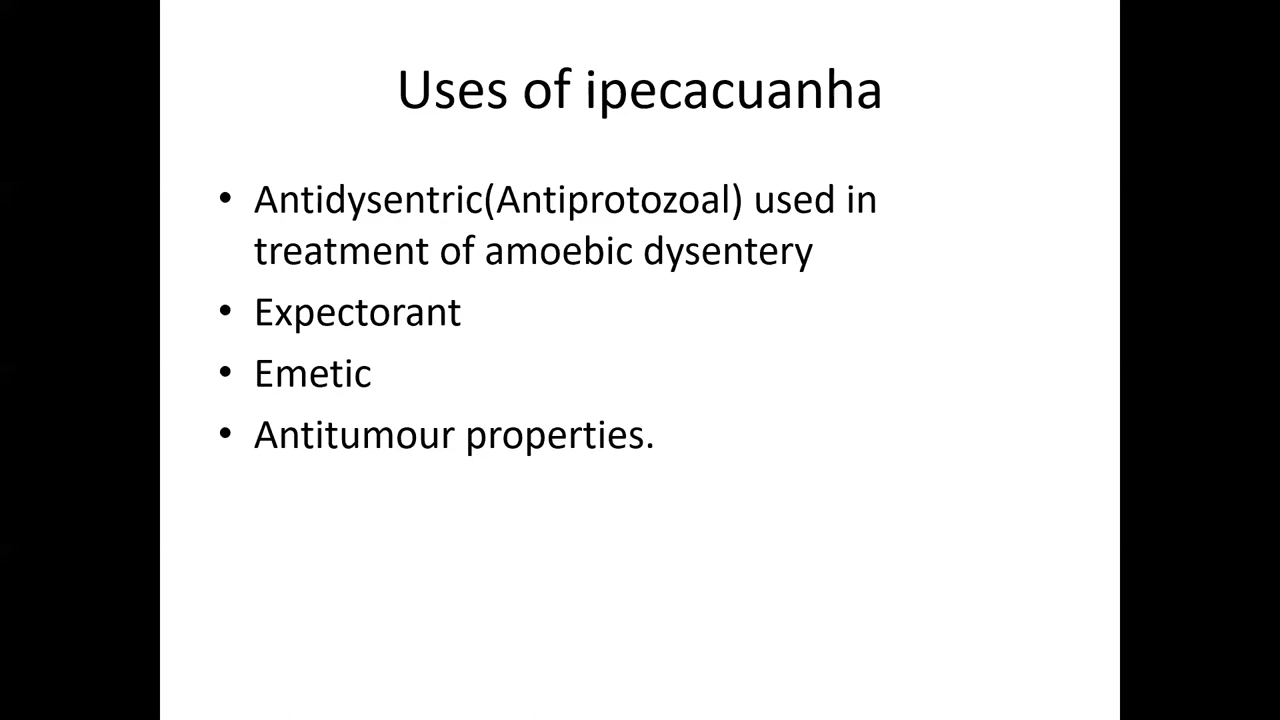 Uses of ipecacuanha
• Antidysentric(Antiprotozoal) used in
treatment of amoebic dysentery
• Expectorant
• Emetic
• Antitumour properties.